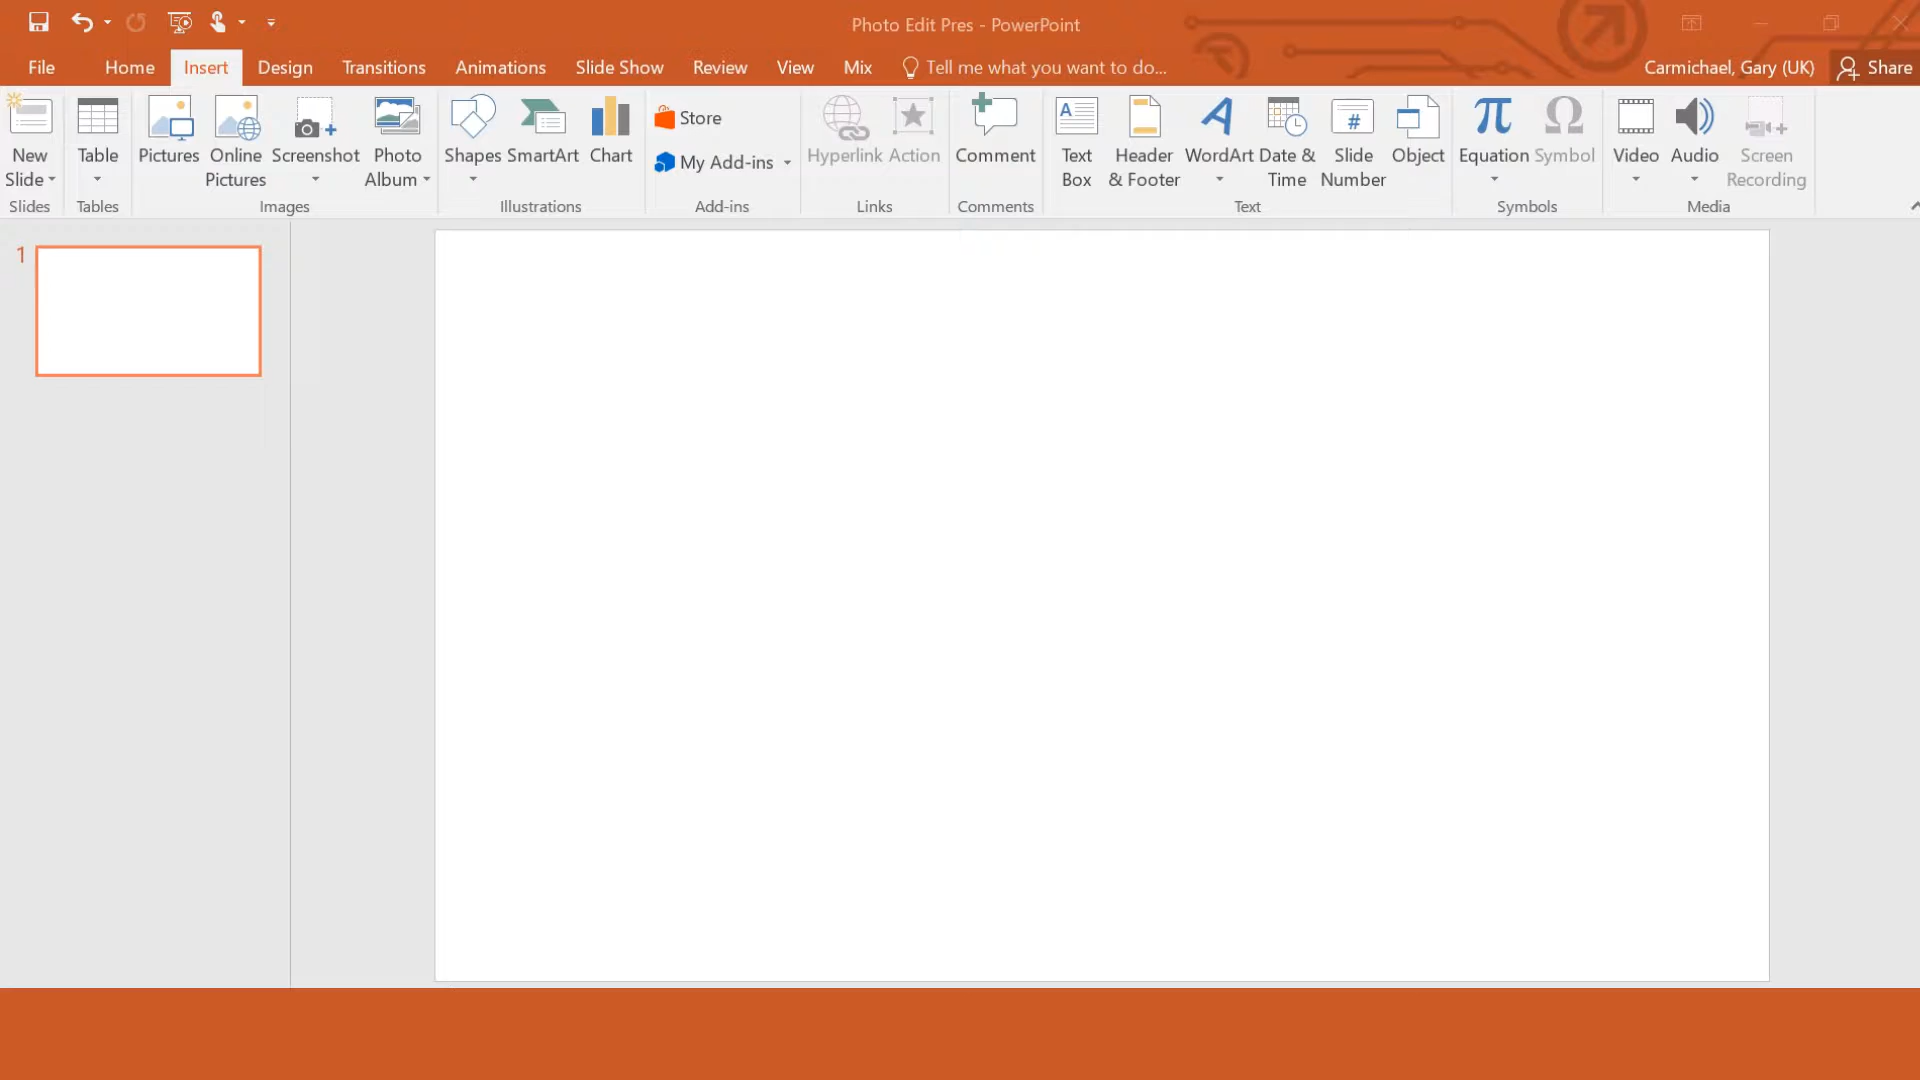 Photo Edit Pres - PowerPoint
File Home Insert Design Transitions Animations Slide Show Review View Mix Tell me what you want to do... Carmichael, Gary (UK) Share
New Slide
Slides
Table
Tables
Pictures
Online Pictures
Screenshot
Photo Album
Images
Shapes
SmartArt
Chart
Illustrations
Store
My Add-ins
Add-ins
Hyperlink
Action
Links
Comment
Comments
Text Box
Header & Footer
WordArt
Date & Time
#
Slide Number
Object
Text
π
Equation
Ω
Symbol
Symbols
Video
Audio
Screen Recording
Media
1